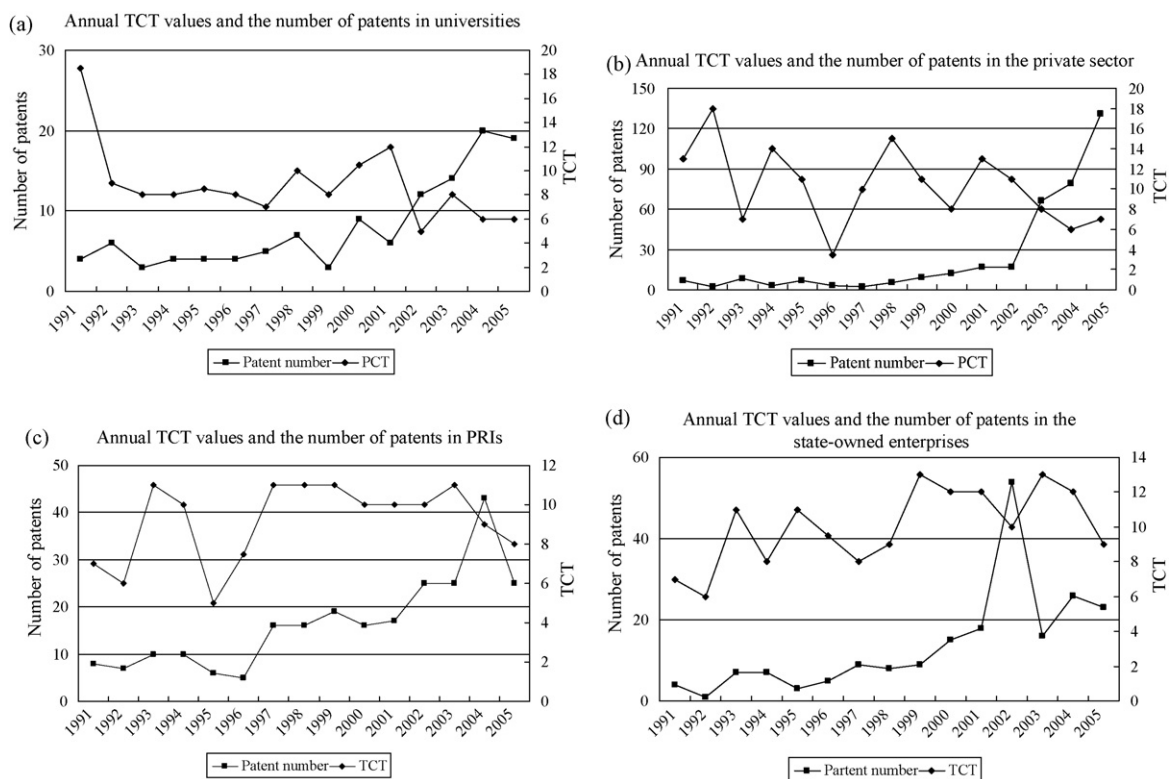 (a)
Annual TCT values and the number of patents in universities
Number of patents
30
20
10
0
20
18
16
14
12
10
8
6
4
2
0
TCT
1991 1992 1993 1994 1995 1996 1997 1998 1999 2000 2001 2002 2003 2004 2005
Patent number PCT
(b)
Annual TCT values and the number of patents in the private sector
Number of patents
150
120
90
60
30
0
20
18
16
14
12
10
8
6
4
2
0
TCT
1991 1992 1993 1994 1995 1996 1997 1998 1999 2000 2001 2002 2003 2004 2005
Patent number PCT
(c)
Annual TCT values and the number of patents in PRIs
Number of patents
50
40
30
20
10
0
12
10
8
6
4
2
0
TCT
1991 1992 1993 1994 1995 1996 1997 1998 1999 2000 2001 2002 2003 2004 2005
Patent number TCT
(d)
Annual TCT values and the number of patents in the
state-owned enterprises
Number of patents
60
40
20
0
14
12
10
8
6
4
2
0
TCT
1991 1992 1993 1994 1995 1996 1997 1998 1999 2000 2001 2002 2003 2004 2005
Partent number TCT